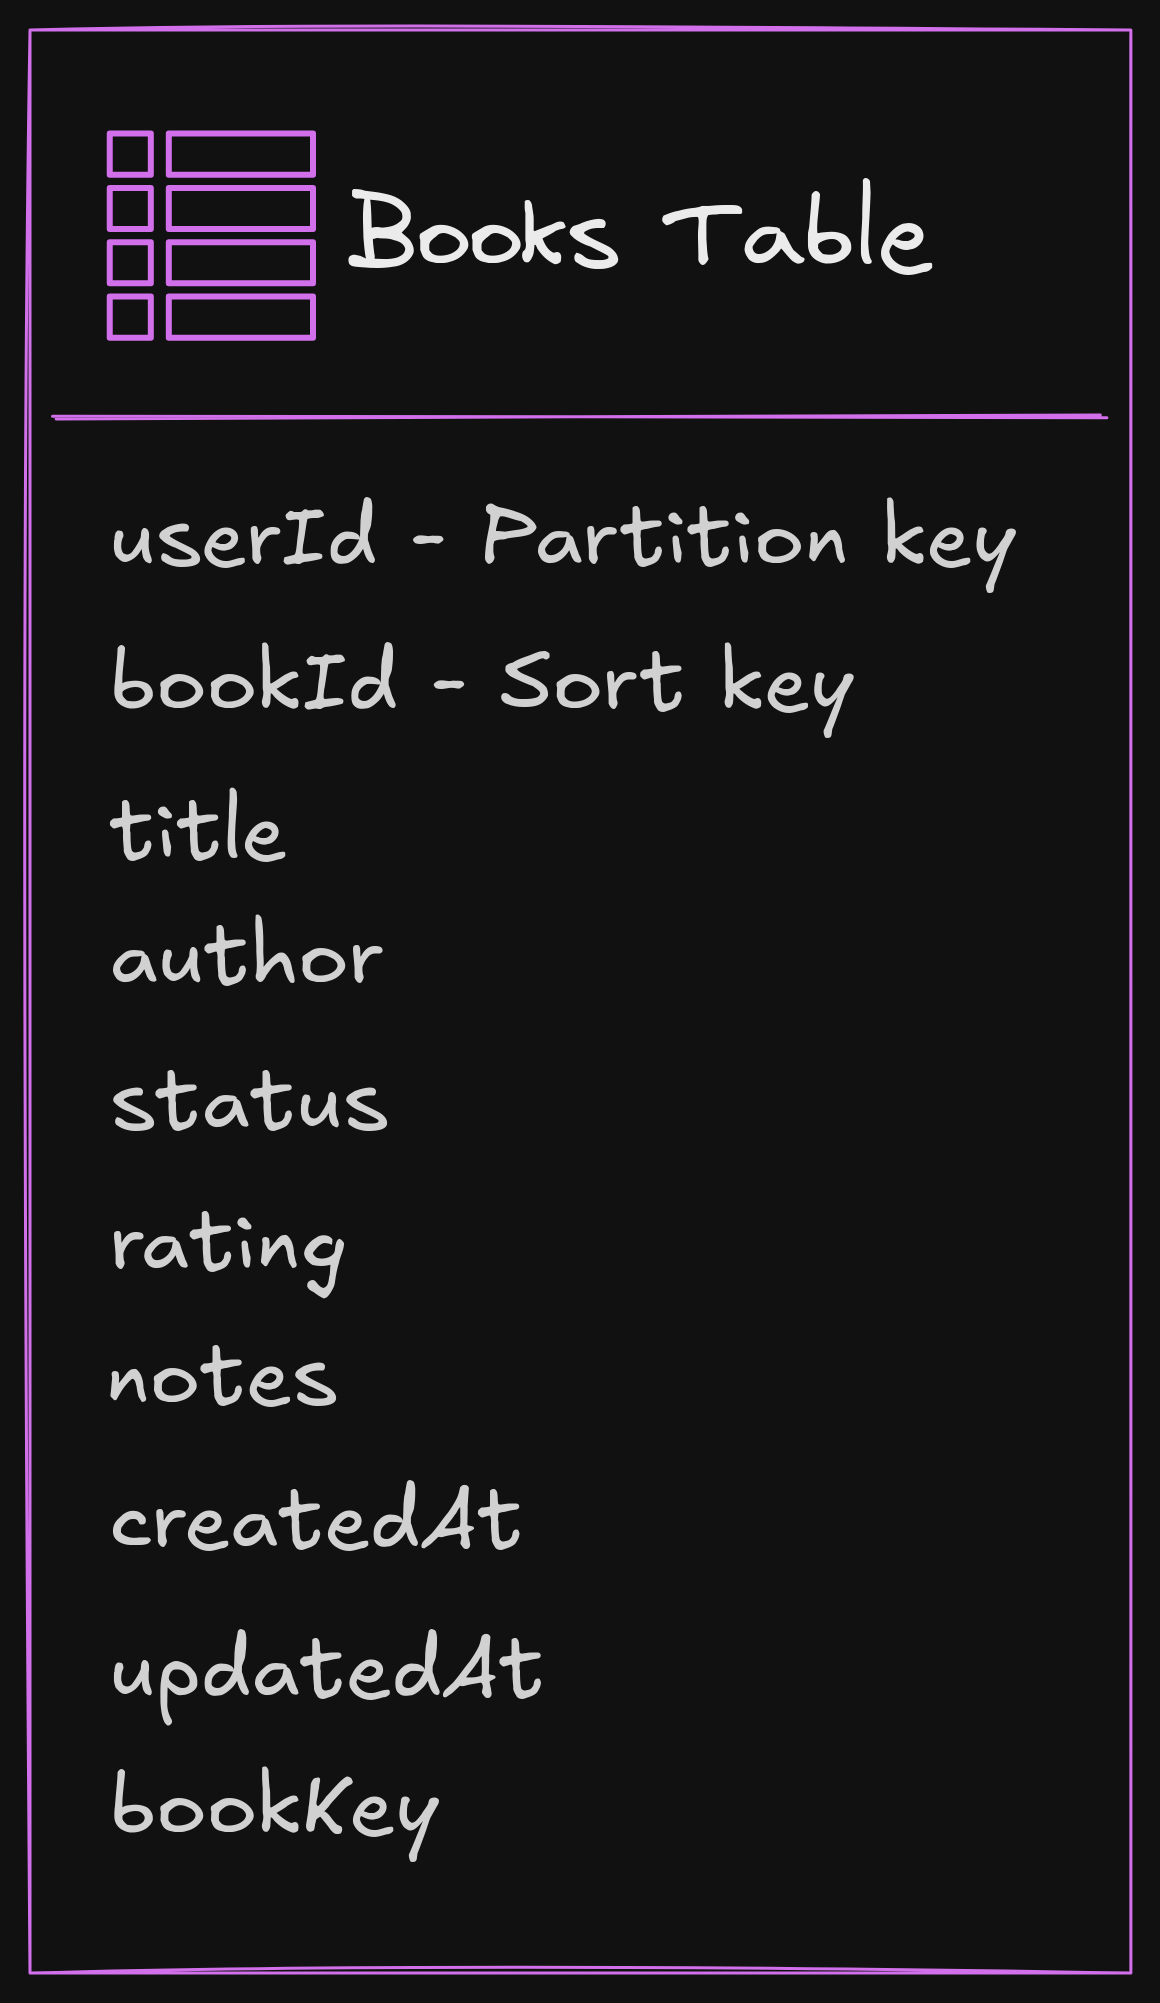 Books Table
userId - Partition key
bookId - Sort key
title
author
status
rating
notes
createdAt
updatedAt
bookKey